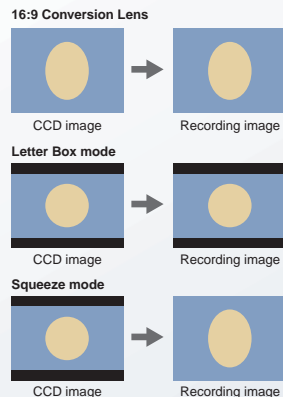 16:9 Conversion Lens
CCD image Recording image
Letter Box mode
CCD image Recording image
Squeeze mode
CCD image Recording image